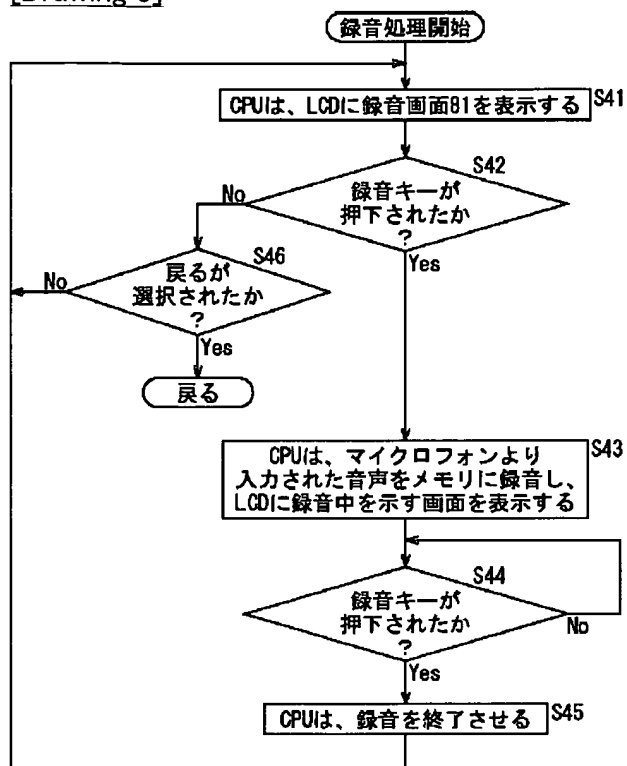 録音処理開始
CPUは、LCDに録音画面81を表示する
S41
S42
録音キーが
押下されたか
?
No
Yes
S46
戻るが
選択されたか
?
No
Yes
戻る
S43
CPUは、マイクロフォンより
入力された音声をメモリに録音し、
LCDに録音中を示す画面を表示する
S44
録音キーが
押下されたか
?
No
Yes
CPUは、録音を終了させる
S45